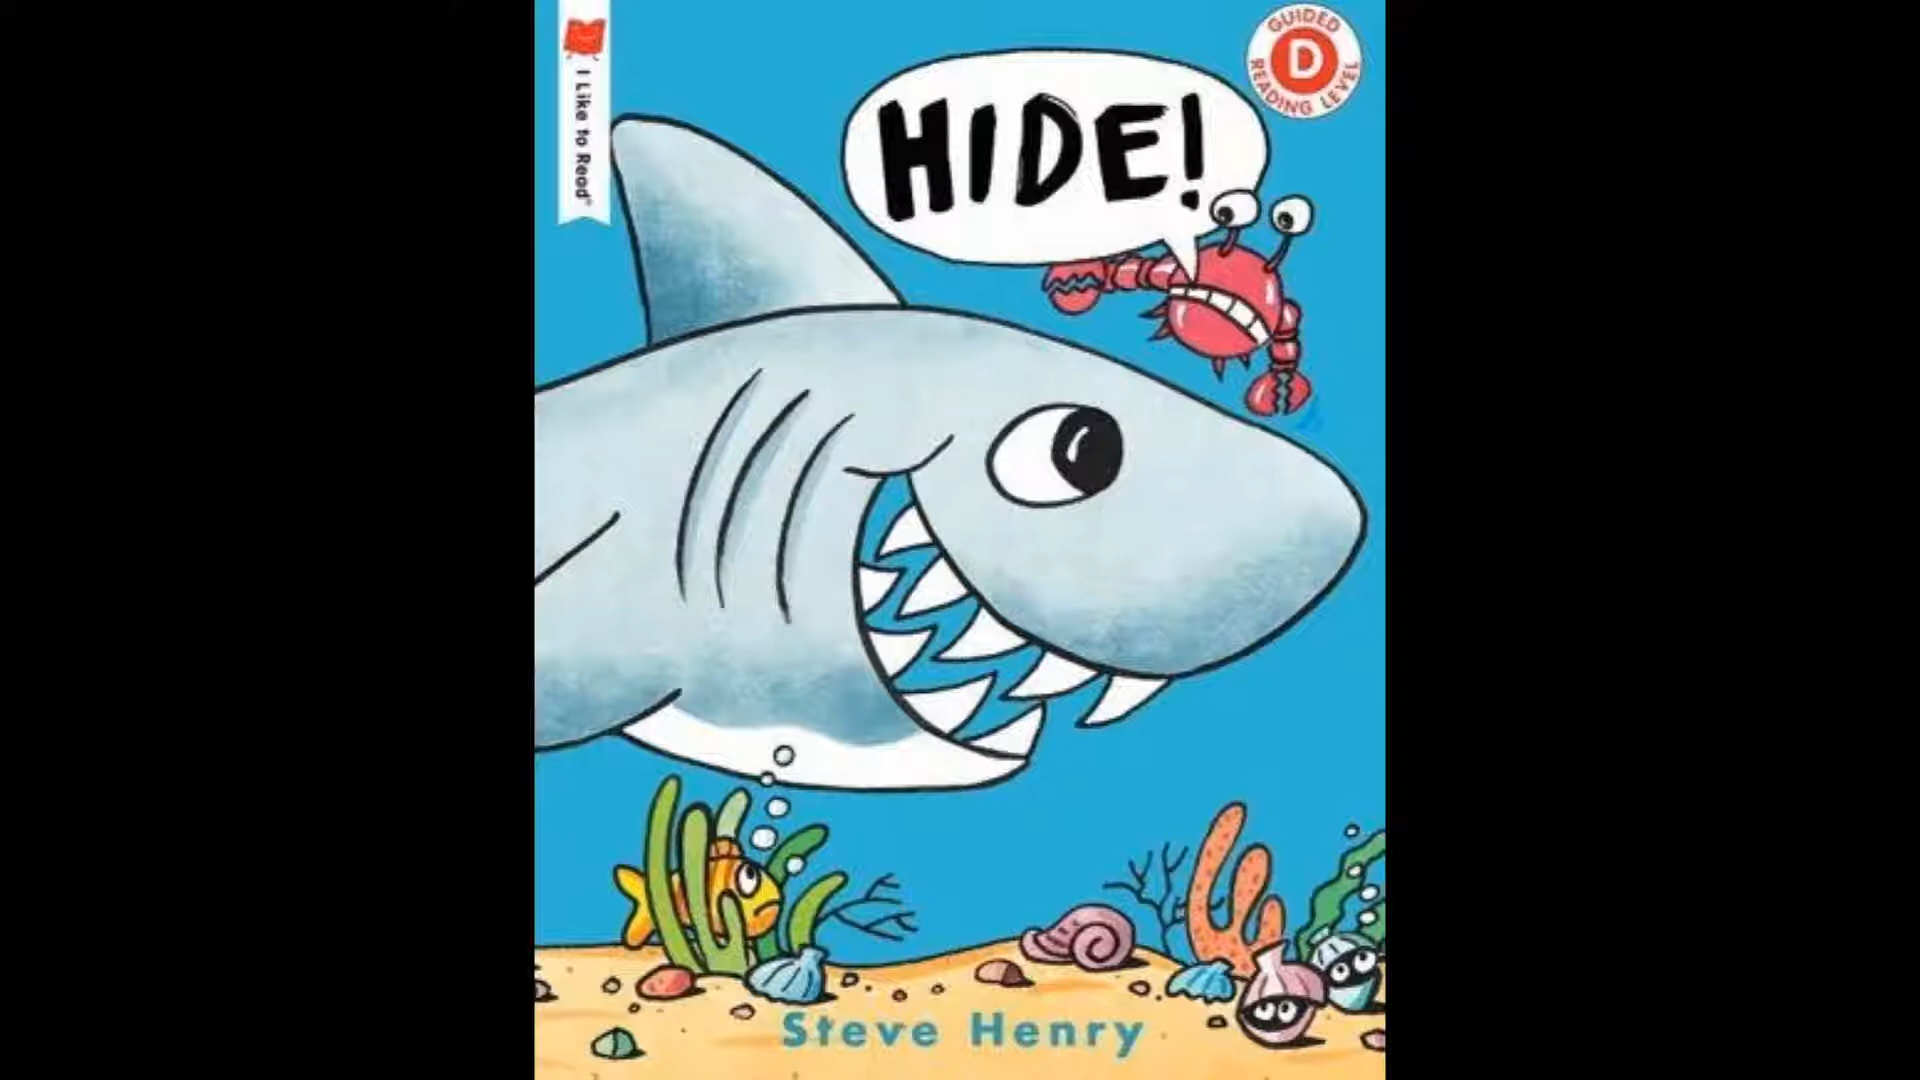 I Like to Read®
GUIDED
D
READING LEVEL
HIDE!
Steve Henry